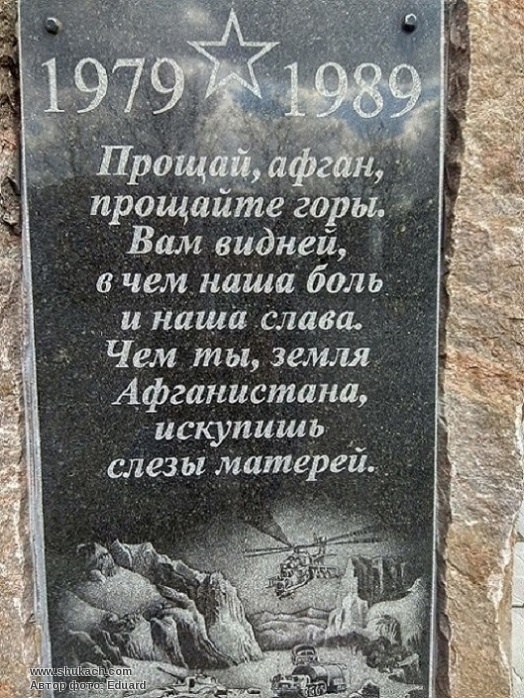 1979 1989
Прощай, афган,
прощайте горы.
Вам видней,
в чем наша боль
и наша слава.
Чем ты, земля
Афганистана,
искупишь
слезы матерей.
www.shukach.com
Автор фото: Eduard